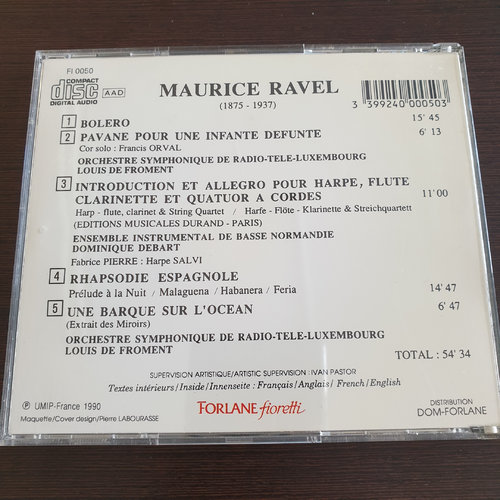 FI 0050
COMPACT
disc
DIGITAL AUDIO
AAD
MAURICE RAVEL
(1875 - 1937)
3 399240 000503
1 BOLERO 15' 45
2 PAVANE POUR UNE INFANTE DEFUNTE 6' 13
Cor solo : Francis ORVAL
ORCHESTRE SYMPHONIQUE DE RADIO-TELE-LUXEMBOURG
LOUIS DE FROMENT
3 INTRODUCTION ET ALLEGRO POUR HARPE, FLUTE
CLARINETTE ET QUATUOR A CORDES 11'00
Harp - flute, clarinet & String Quartet / Harfe - Flöte - Klarinette & Streichquartett
(EDITIONS MUSICALES DURAND - PARIS)
ENSEMBLE INSTRUMENTAL DE BASSE NORMANDIE
DOMINIQUE DEBART
Fabrice PIERRE : Harpe SALVI
4 RHAPSODIE ESPAGNOLE 14' 47
Prélude à la Nuit / Malaguena / Habanera / Feria
5 UNE BARQUE SUR L'OCEAN 6' 47
(Extrait des Miroirs)
ORCHESTRE SYMPHONIQUE DE RADIO-TELE-LUXEMBOURG
LOUIS DE FROMENT
TOTAL : 54' 34
SUPERVISION ARTISTIQUE/ARTISTIC SUPERVISION : IVAN PASTOR
Textes intérieurs/Inside/Innensette : Français/Anglais/ French/English
℗ UMIP-France 1990
Maquette/Cover design/Pierre LABOURASSE
FORLANE fioretti
DISTRIBUTION
DOM-FORLANE